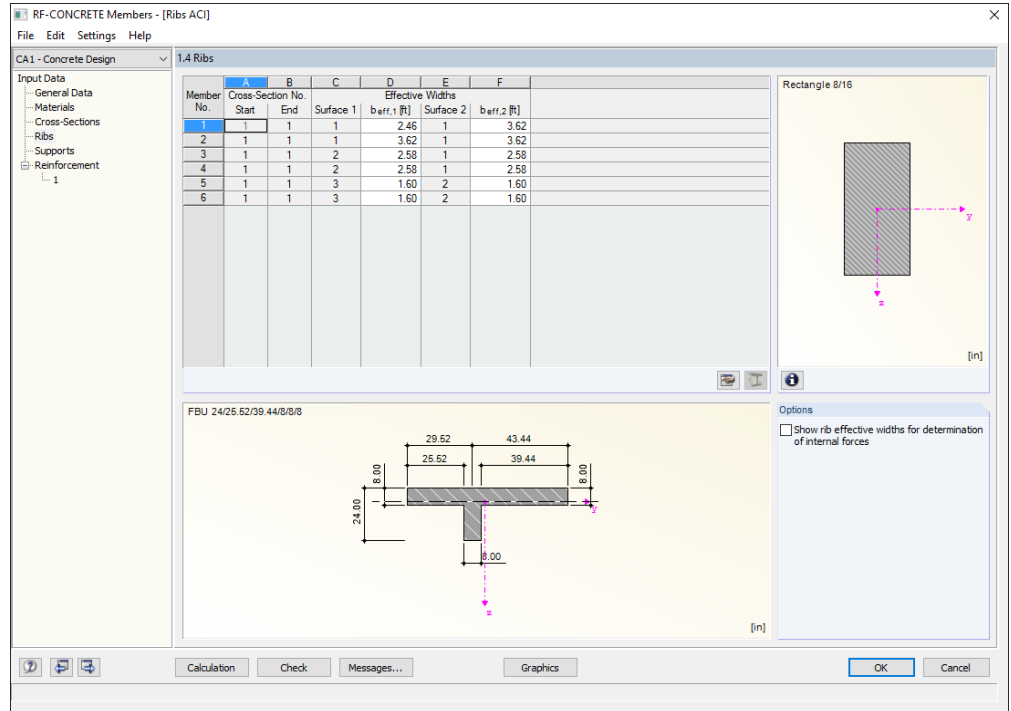 RF-CONCRETE Members - [Ribs ACI]
File Edit Settings Help
CA1 - Concrete Design
Input Data
General Data
Materials
Cross-Sections
Ribs
Supports
Reinforcement
1
1.4 Ribs
A B C D E F
Member Cross-Section No. Effective Widths
No. Start End Surface 1 beff,1 [ft] Surface 2 beff,2 [ft]
1 1 1 1 2.46 1 3.62
2 1 1 1 3.62 1 3.62
3 1 1 2 2.58 1 2.58
4 1 1 2 2.58 1 2.58
5 1 1 3 1.60 2 1.60
6 1 1 3 1.60 2 1.60
Rectangle 8/16
y
z
[in]
FBU 24/25.52/39.44/8/8/8
29.52 43.44
25.52 39.44
8.00 8.00
24.00
y
8.00
z
[in]
Options
Show rib effective widths for determination
of internal forces
Calculation Check Messages... Graphics OK Cancel